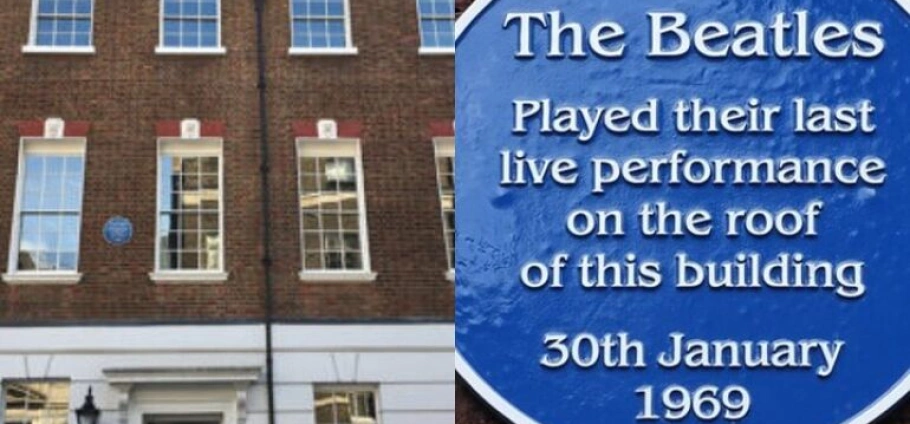 The Beatles
Played their last
live performance
on the roof
of this building
30th January
1969